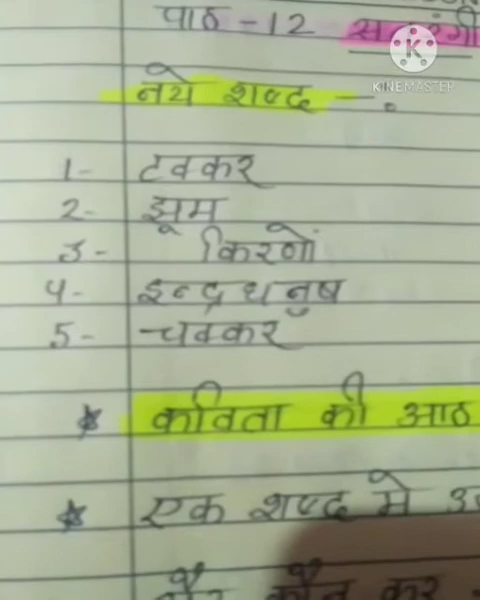 पाठ - 12
KINEMASTER
नये शब्द - .
1- टक्कर
2- झूम
3- किरणों
4- इन्द्रधनुष
5- चक्कर
* कविता की आठ
* एक शब्द मे
कौन कर